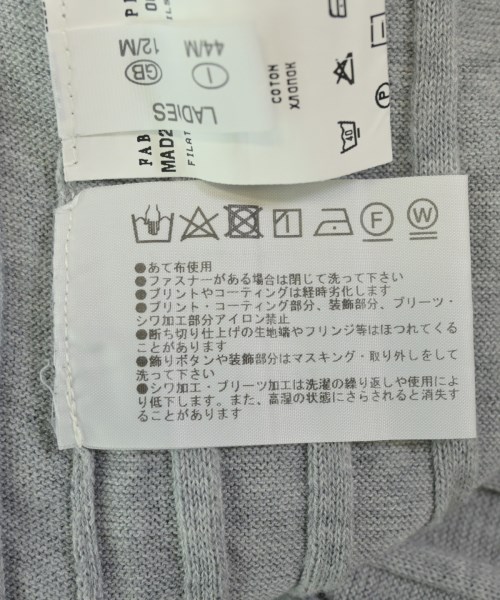 LADIES
I
44/M
GB
12/M
COTON
ХЛОПОК
FAB
MAD2
FILAT
40
P
F
W
●あて布使用
●ファスナーがある場合は閉じて洗って下さい
●プリントやコーティングは経時劣化します
●プリント・コーティング部分、装飾部分、プリーツ・
シワ加工部分アイロン禁止
●断ち切り仕上げの生地端やフリンジ等はほつれてくる
ことがあります
●飾りボタンや装飾部分はマスキング・取り外しをして
洗って下さい
●シワ加工・プリーツ加工は洗濯の繰り返しや使用によ
り低下します。また、高湿の状態にさらされると消失す
ることがあります